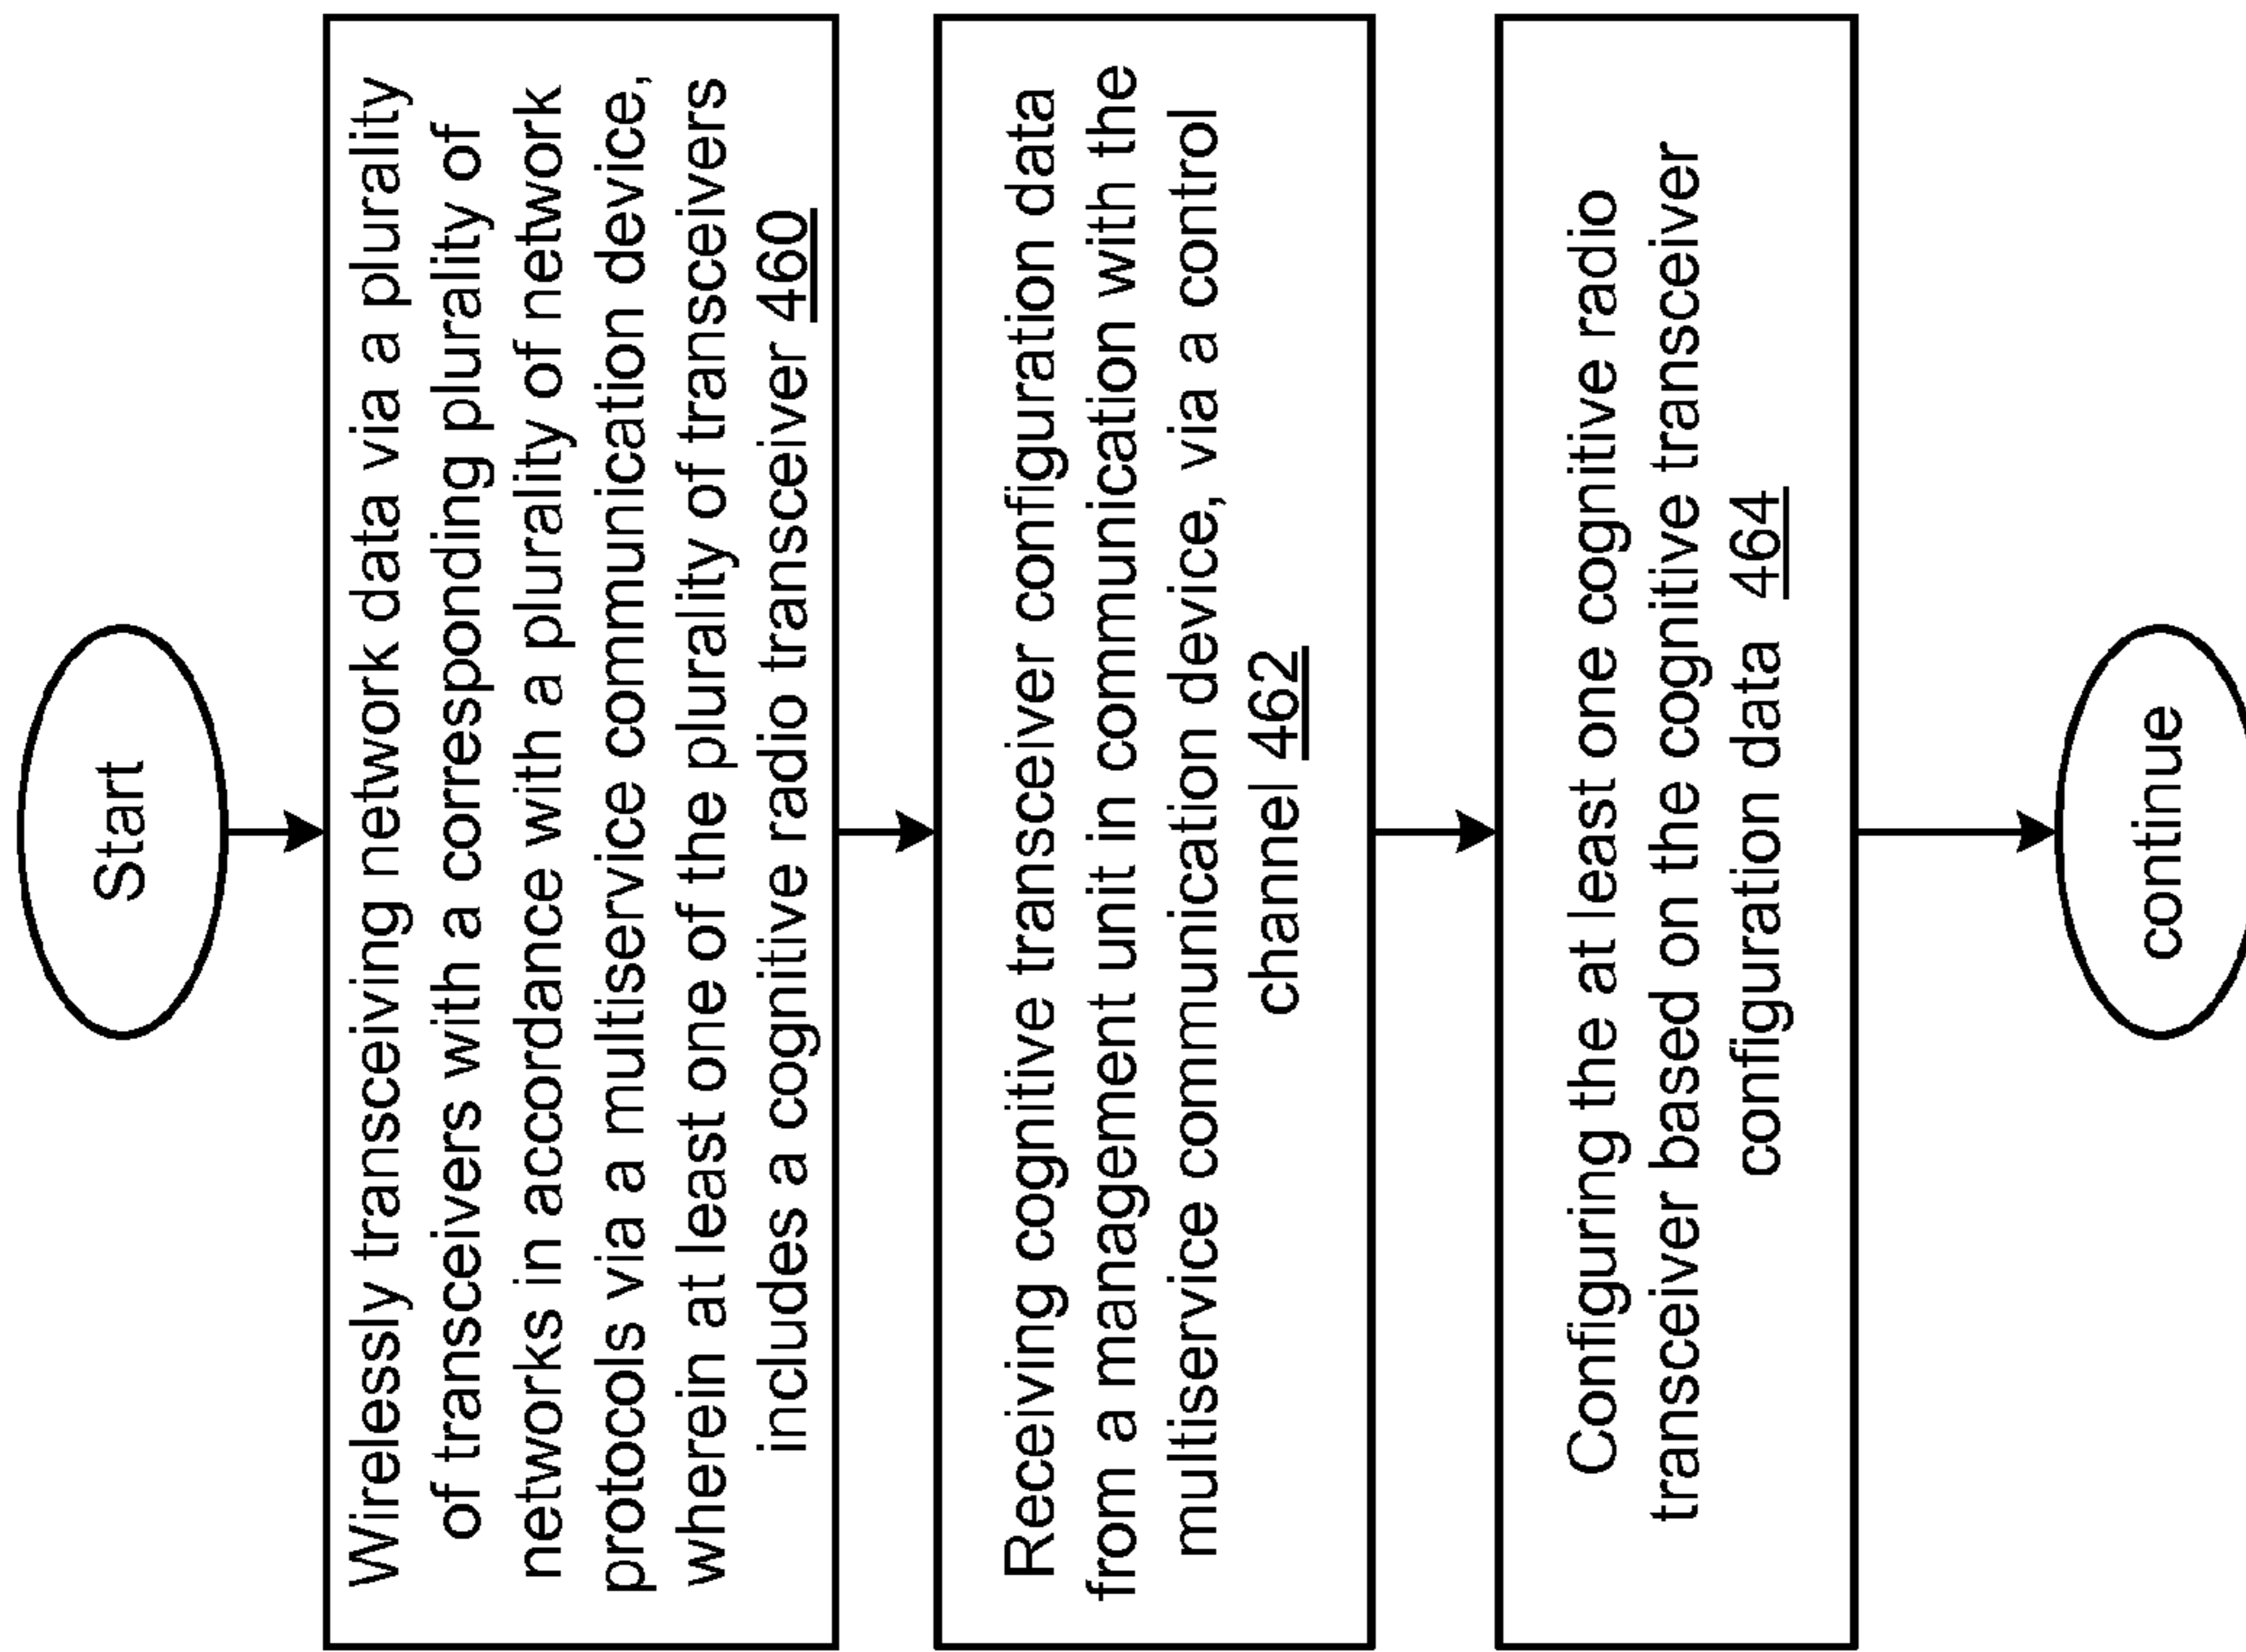 Start
Wirelessly transceiving network data via a plurality
of transceivers with a corresponding plurality of
networks in accordance with a plurality of network
protocols via a multiservice communication device,
wherein at least one of the plurality of transceivers
includes a cognitive radio transceiver 460
Receiving cognitive transceiver configuration data
from a management unit in communication with the
multiservice communication device, via a control
channel 462
Configuring the at least one cognitive radio
transceiver based on the cognitive transceiver
configuration data 464
continue